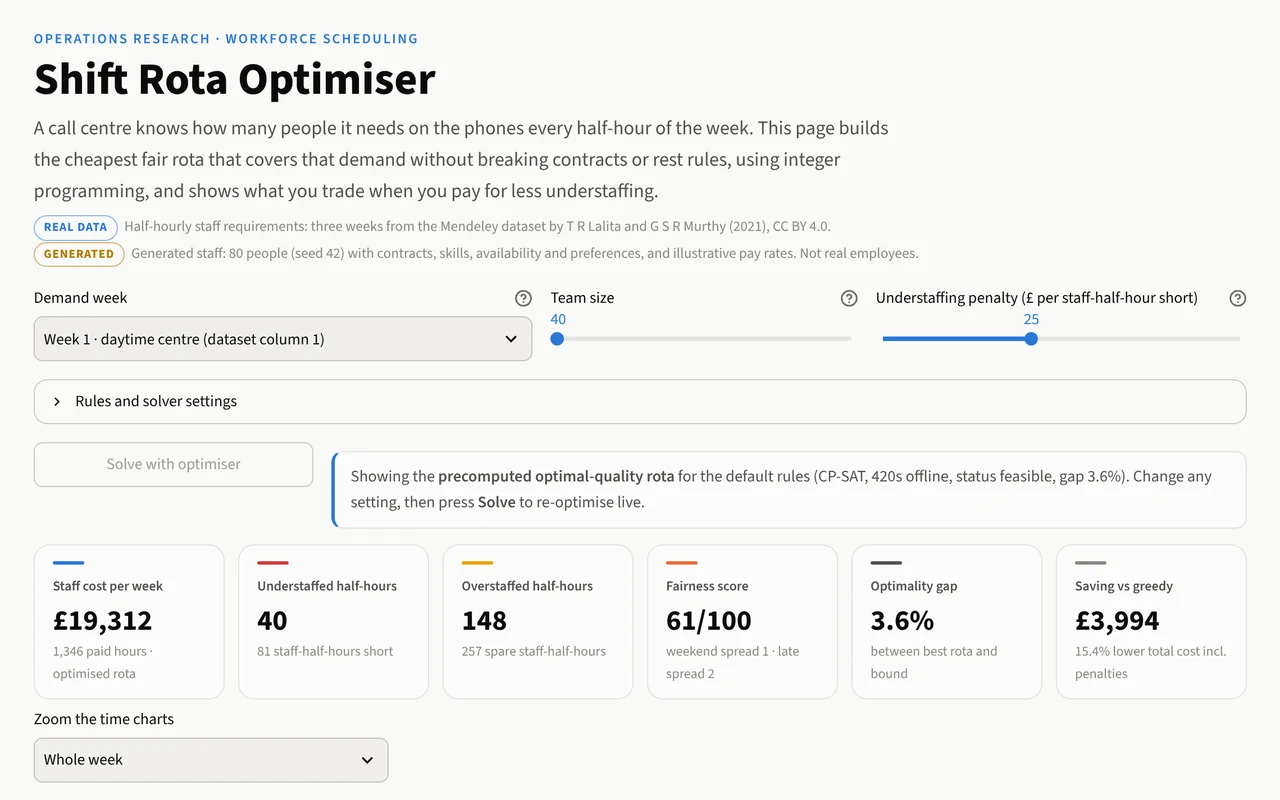 OPERATIONS RESEARCH · WORKFORCE SCHEDULING
Shift Rota Optimiser
A call centre knows how many people it needs on the phones every half-hour of the week. This page builds
the cheapest fair rota that covers that demand without breaking contracts or rest rules, using integer
programming, and shows what you trade when you pay for less understaffing.
REAL DATA Half-hourly staff requirements: three weeks from the Mendeley dataset by T R Lalita and G S R Murthy (2021), CC BY 4.0.
GENERATED Generated staff: 80 people (seed 42) with contracts, skills, availability and preferences, and illustrative pay rates. Not real employees.
Demand week
Week 1 · daytime centre (dataset column 1)
Team size
40
Understaffing penalty (£ per staff-half-hour short)
25
Rules and solver settings
Solve with optimiser
Showing the precomputed optimal-quality rota for the default rules (CP-SAT, 420s offline, status feasible, gap 3.6%). Change any
setting, then press Solve to re-optimise live.
Staff cost per week
£19,312
1,346 paid hours ·
optimised rota
Understaffed half-hours
40
81 staff-half-hours short
Overstaffed half-hours
148
257 spare staff-half-hours
Fairness score
61/100
weekend spread 1 · late
spread 2
Optimality gap
3.6%
between best rota and
bound
Saving vs greedy
£3,994
15.4% lower total cost incl.
penalties
Zoom the time charts
Whole week